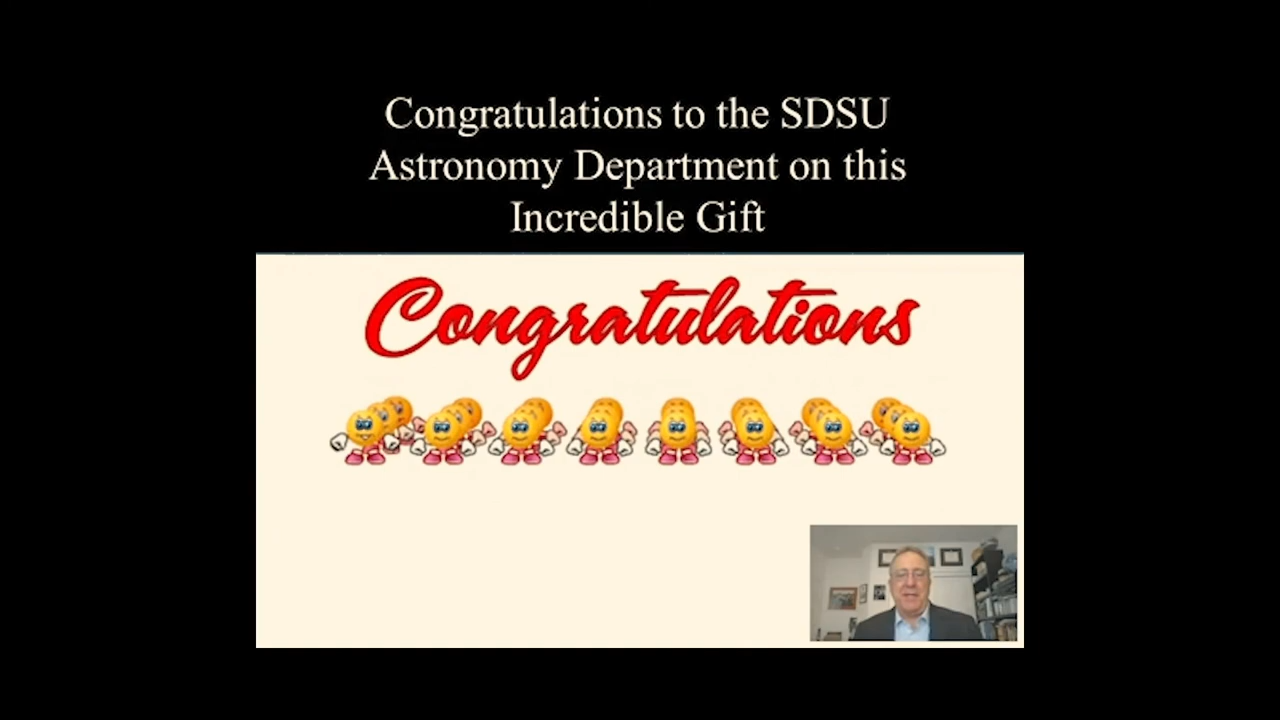 Congratulations to the SDSU
Astronomy Department on this
Incredible Gift
Congratulations